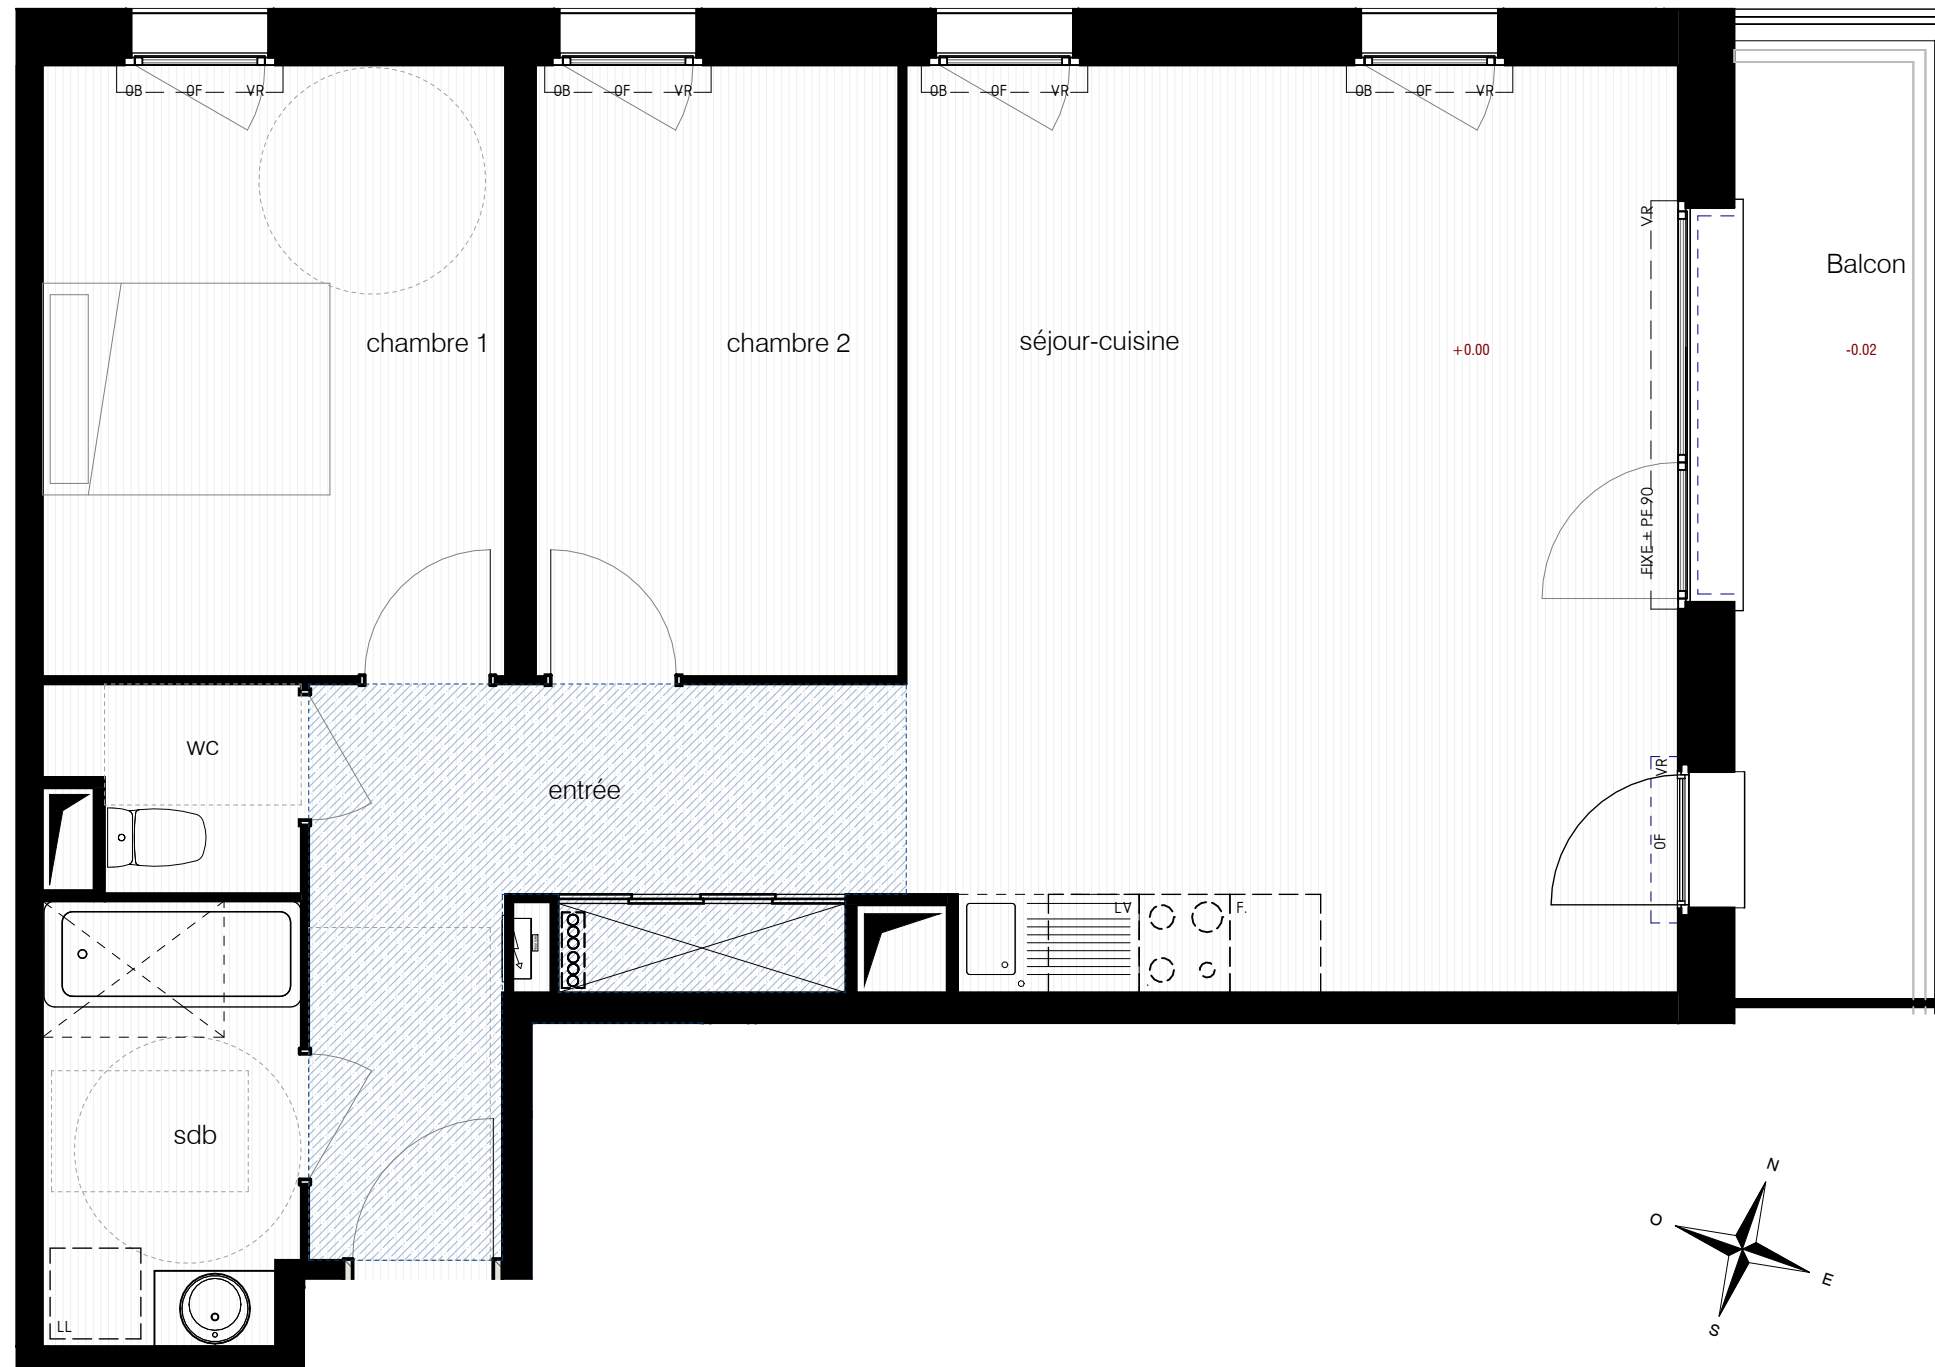 OB OF VR
OB OF VR
OB OF VR
OB OF VR
VR
Balcon
chambre 1
chambre 2
séjour-cuisine
+0.00
-0.02
FIXE + PF 90
wc
entrée
VR
OF
LV
F.
sdb
LL
N
O
E
S